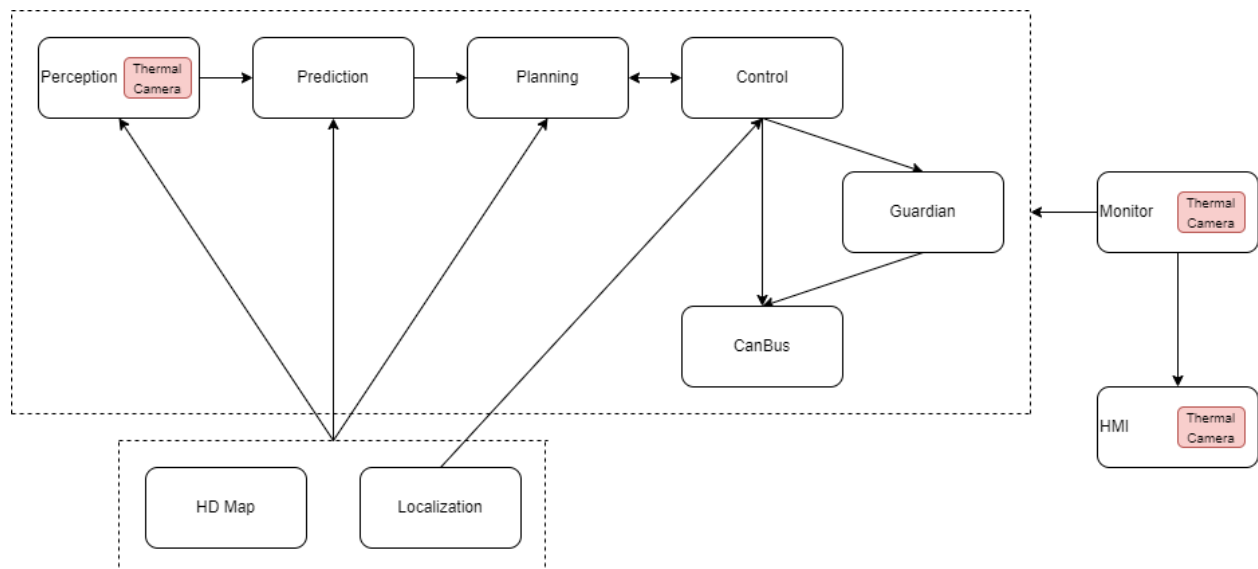 Perception
Thermal
Camera
Prediction
Planning
Control
Guardian
Monitor
Thermal
Camera
CanBus
HMI
Thermal
Camera
HD Map
Localization